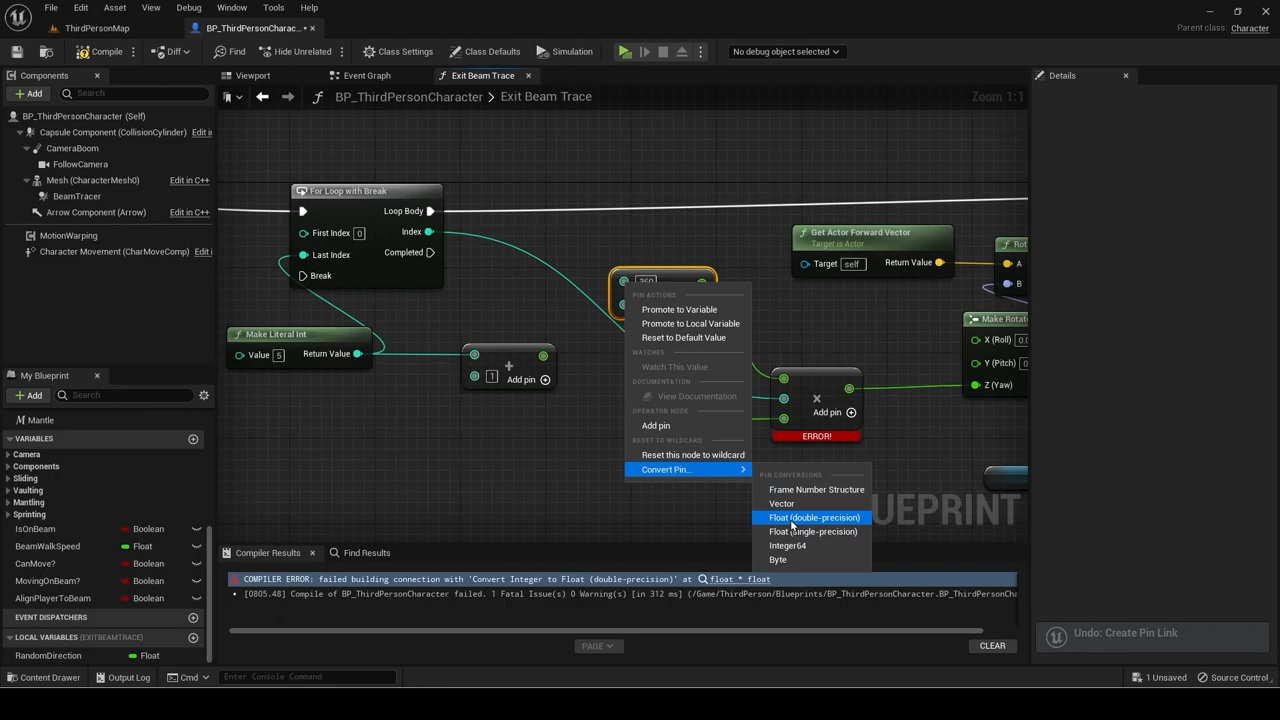 File Edit Asset View Debug Window Tools Help
ThirdPersonMap
BP_ThirdPersonCharac... •
Parent class: Character
Compile
Diff
Find
Hide Unrelated
Class Settings
Class Defaults
Simulation
No debug object selected
Components
Viewport
Event Graph
Exit Beam Trace
Details
Add
Search
BP_ThirdPersonCharacter > Exit Beam Trace
Zoom 1:1
BP_ThirdPersonCharacter (Self)
Capsule Component (CollisionCylinder) Edit in
CameraBoom
FollowCamera
Mesh (CharacterMesh0) Edit in C++
BeamTracer
Arrow Component (Arrow) Edit in C++
MotionWarping
Character Movement (CharMoveComp) Edit in
For Loop with Break
Loop Body
First Index 0
Index
Last Index
Completed
Break
Make Literal Int
Value 5
Return Value
1
+
Add pin
360
Get Actor Forward Vector
Target is Actor
Target self
Return Value
Rot
A
B
Make Rotato
X (Roll) 0.0
Y (Pitch)
Z (Yaw)
×
Add pin
ERROR!
PIN ACTIONS
Promote to Variable
Promote to Local Variable
Reset to Default Value
WATCHES
Watch This Value
DOCUMENTATION
View Documentation
OPERATOR NODE
Add pin
RESET TO WILDCARD
Reset this node to wildcard
Convert Pin...
PIN CONVERSIONS
Frame Number Structure
Vector
Float (double-precision)
Float (single-precision)
Integer64
Byte
EPRINT
My Blueprint
Add
Search
Mantle
VARIABLES
Camera
Components
Sliding
Vaulting
Mantling
Sprinting
IsOnBeam Boolean
BeamWalkSpeed Float
CanMove? Boolean
MovingOnBeam? Boolean
AlignPlayerToBeam Boolean
EVENT DISPATCHERS
LOCAL VARIABLES (EXITBEAMTRACE)
RandomDirection Float
Compiler Results
Find Results
COMPILER ERROR: failed building connection with 'Convert Integer to Float (double-precision)' at float * float
• [0805.48] Compile of BP_ThirdPersonCharacter failed. 1 Fatal Issue(s) 0 Warning(s) [in 312 ms] (/Game/ThirdPerson/Blueprints/BP_ThirdPersonCha
PAGE
CLEAR
Undo: Create Pin Link
Content Drawer
Output Log
Cmd
Enter Console Command
1 Unsaved
Source Control